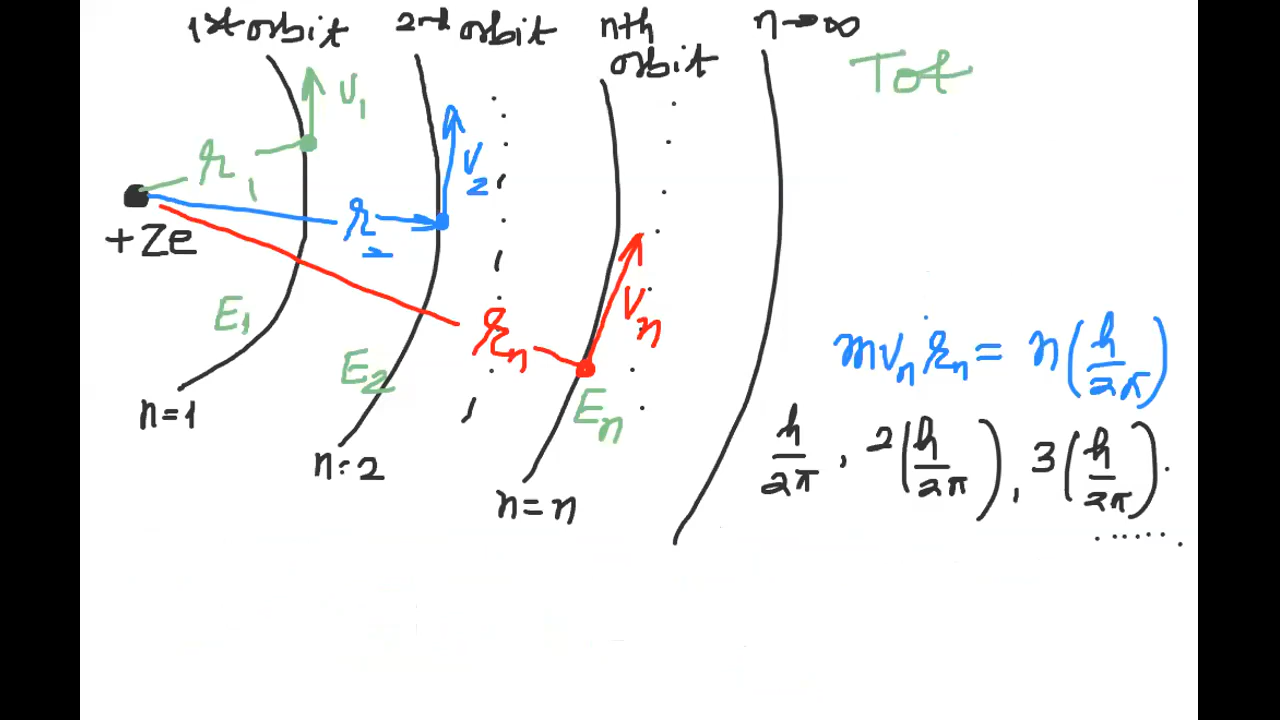 1st orbit
2nd orbit
nth orbit
n→∞
Tot
v₁
r₁
v₂
r₂
+Ze
E₁
vₙ
rₙ
E₂
Eₙ
n=1
n=2
n=n
mvₙrₙ = n(h/2π)
h/2π, 2(h/2π), 3(h/2π).
......